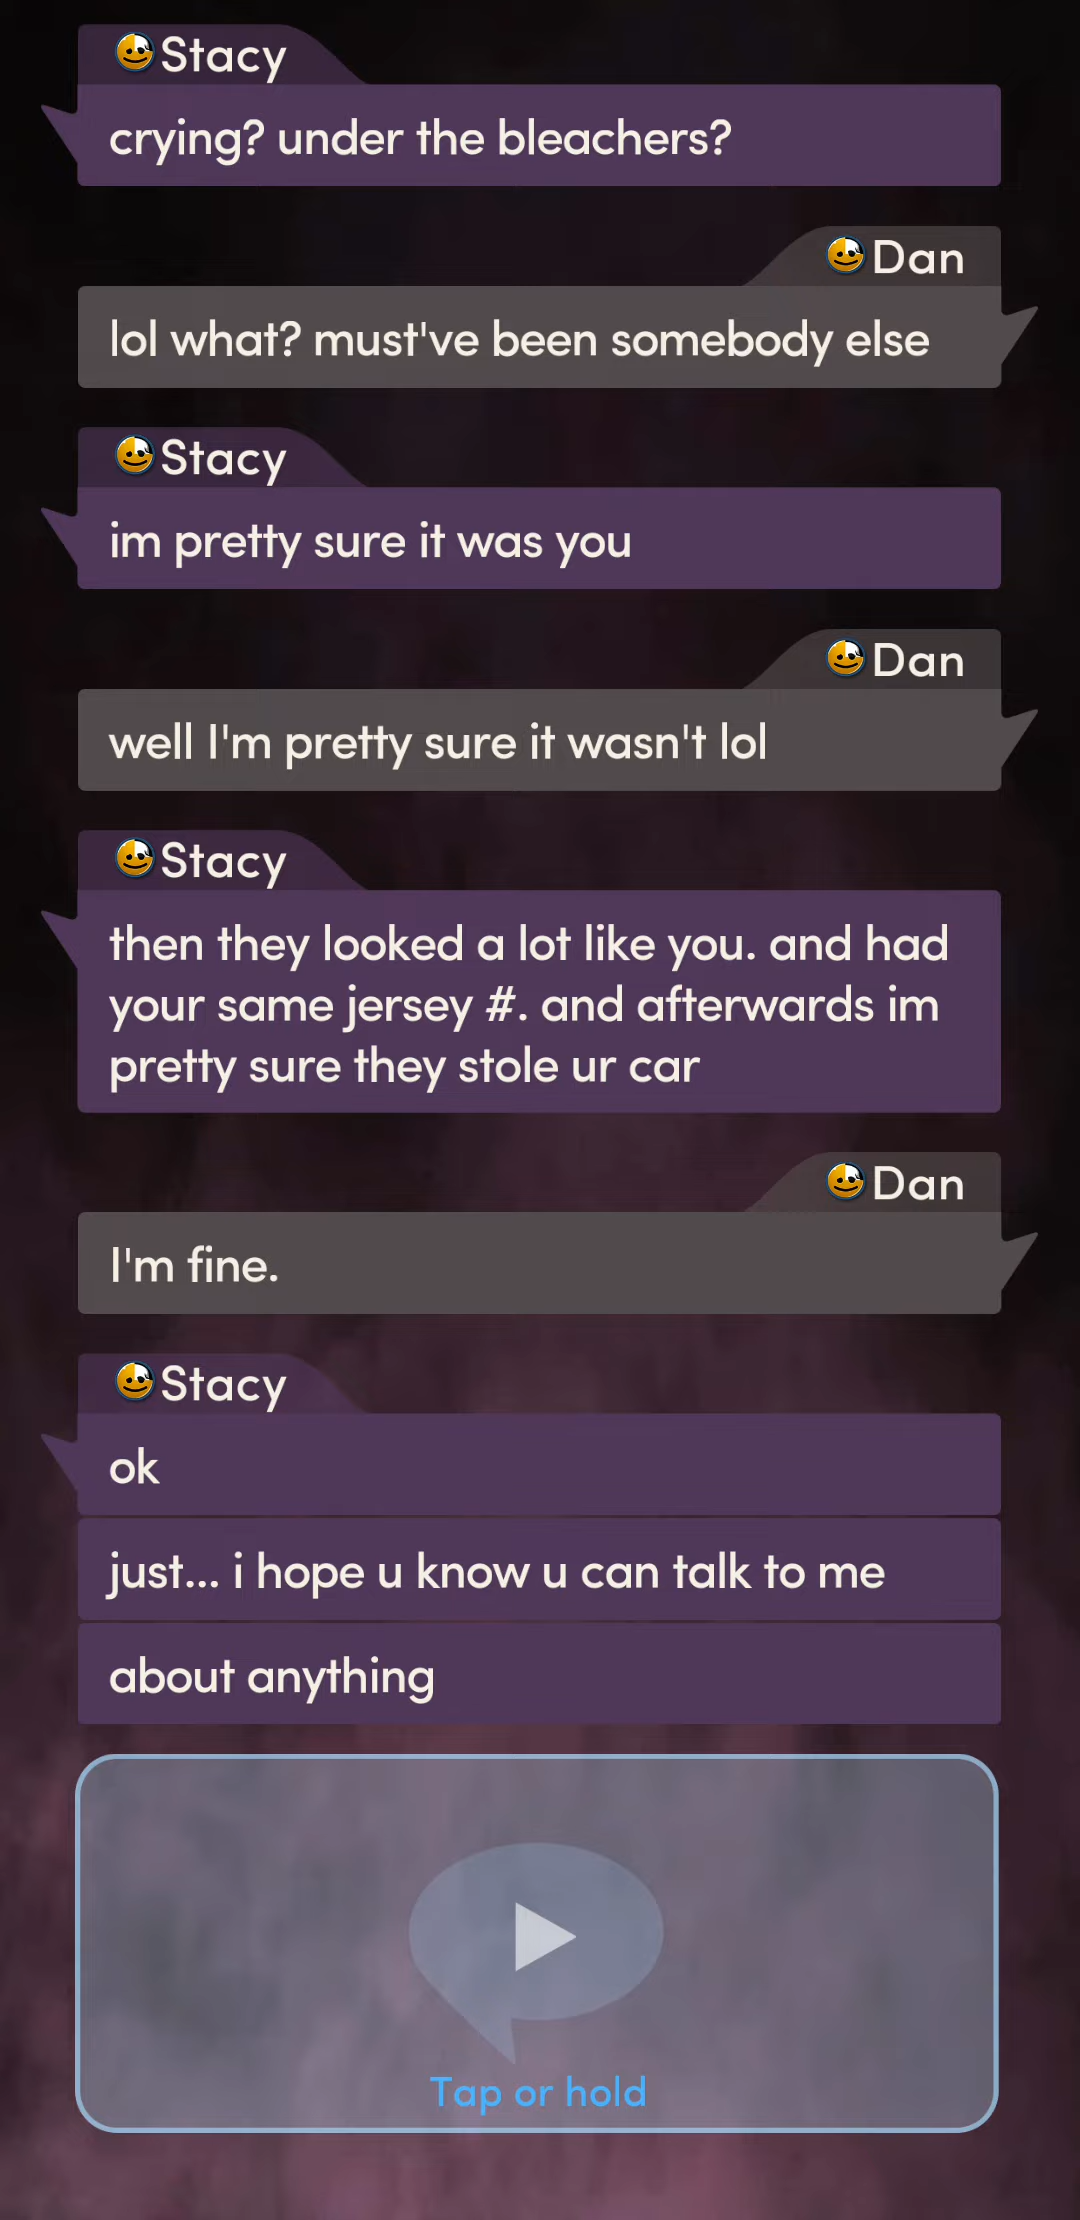 Stacy
crying? under the bleachers?
Dan
lol what? must've been somebody else
Stacy
im pretty sure it was you
Dan
well I'm pretty sure it wasn't lol
Stacy
then they looked a lot like you. and had
your same jersey #. and afterwards im
pretty sure they stole ur car
Dan
I'm fine.
Stacy
ok
just... i hope u know u can talk to me
about anything
Tap or hold